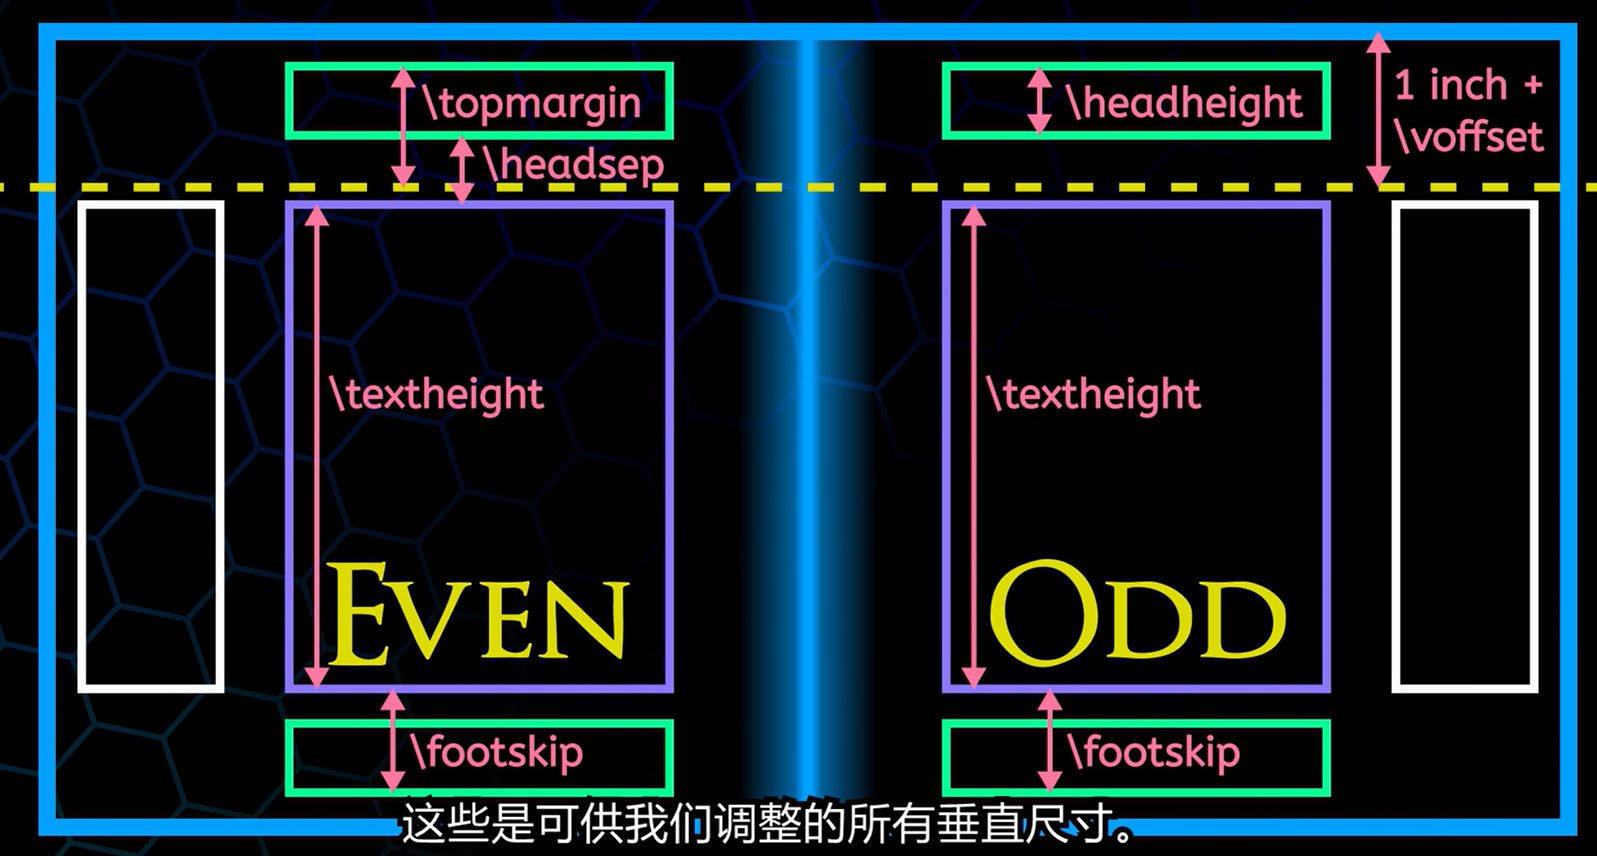 \topmargin
\headsep
\headheight
1 inch +
\voffset
\textheight
\textheight
EVEN
ODD
\footskip
\footskip
这些是可供我们调整的所有垂直尺寸。